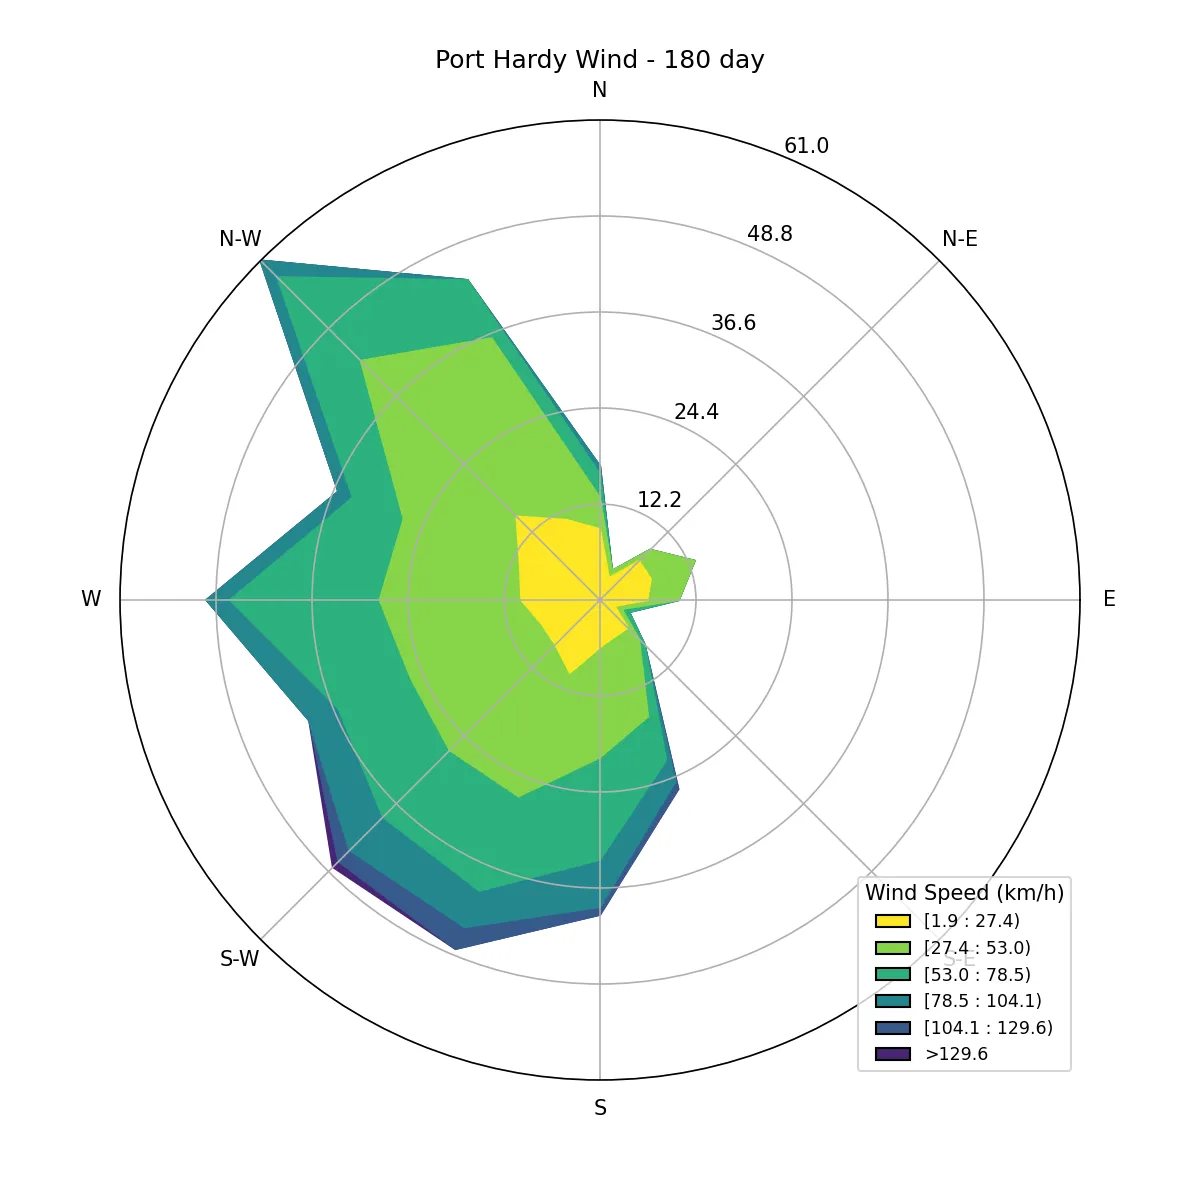 Port Hardy Wind - 180 day
N
61.0
48.8
N-W
N-E
36.6
24.4
12.2
W
E
Wind Speed (km/h)
[1.9 : 27.4)
[27.4 : 53.0)
S-W
S-E
[53.0 : 78.5)
[78.5 : 104.1)
[104.1 : 129.6)
>129.6
S